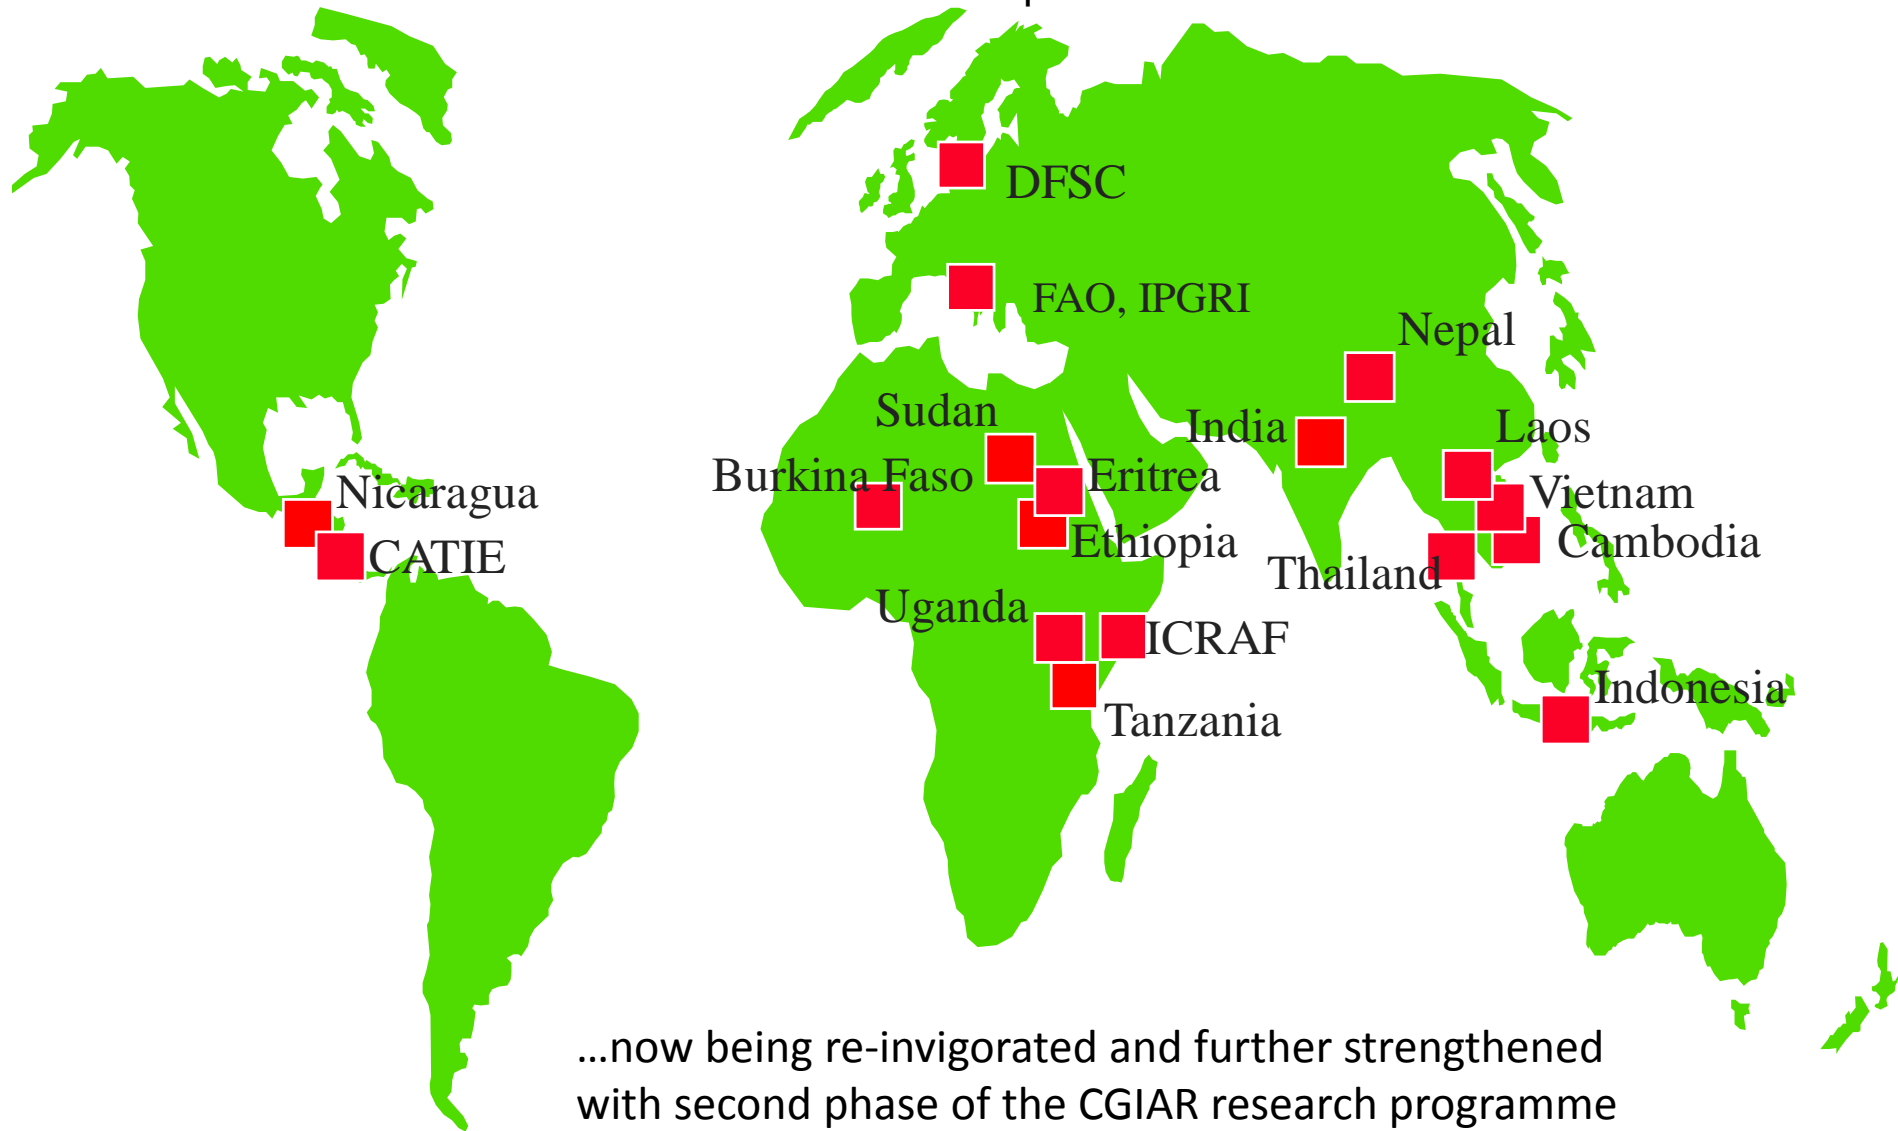 DFSC
FAO, IPGRI
Nepal
Sudan
India
Laos
Burkina Faso
Eritrea
Nicaragua
Vietnam
CATIE
Ethiopia
Cambodia
Thailand
Uganda
ICRAF
Indonesia
Tanzania
...now being re-invigorated and further strengthened
with second phase of the CGIAR research programme